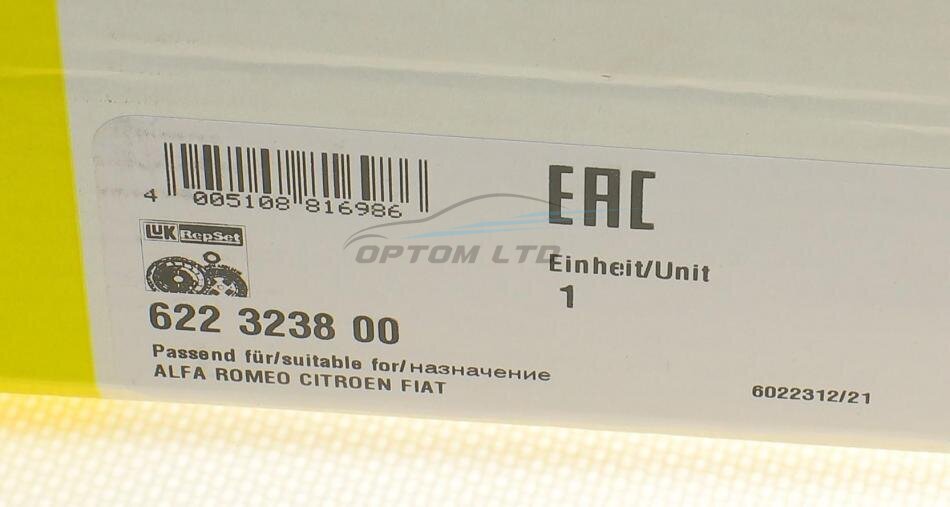 4 005108 816986
EAC
LUK RepSet
OPTOM LTD
Einheit/Unit
1
622 3238 00
Passend für/suitable for/назначение
ALFA ROMEO CITROEN FIAT
6022312/21